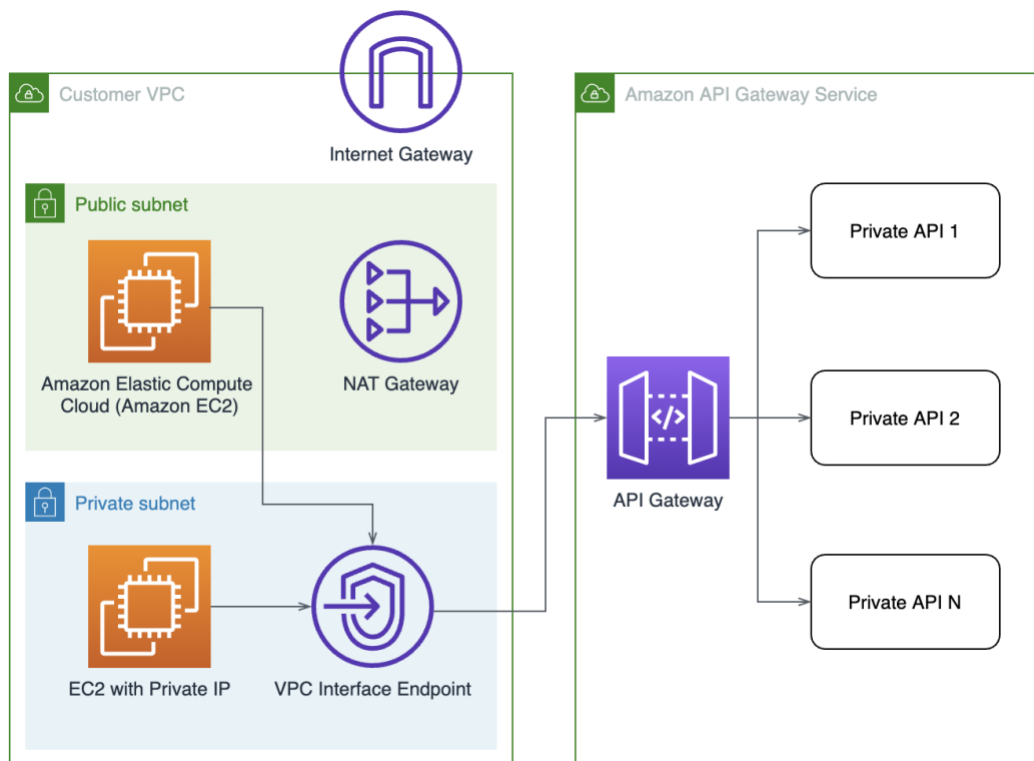 Customer VPC
Internet Gateway
Public subnet
Amazon Elastic Compute
Cloud (Amazon EC2)
NAT Gateway
Private subnet
EC2 with Private IP
VPC Interface Endpoint
Amazon API Gateway Service
</>
API Gateway
Private API 1
Private API 2
Private API N